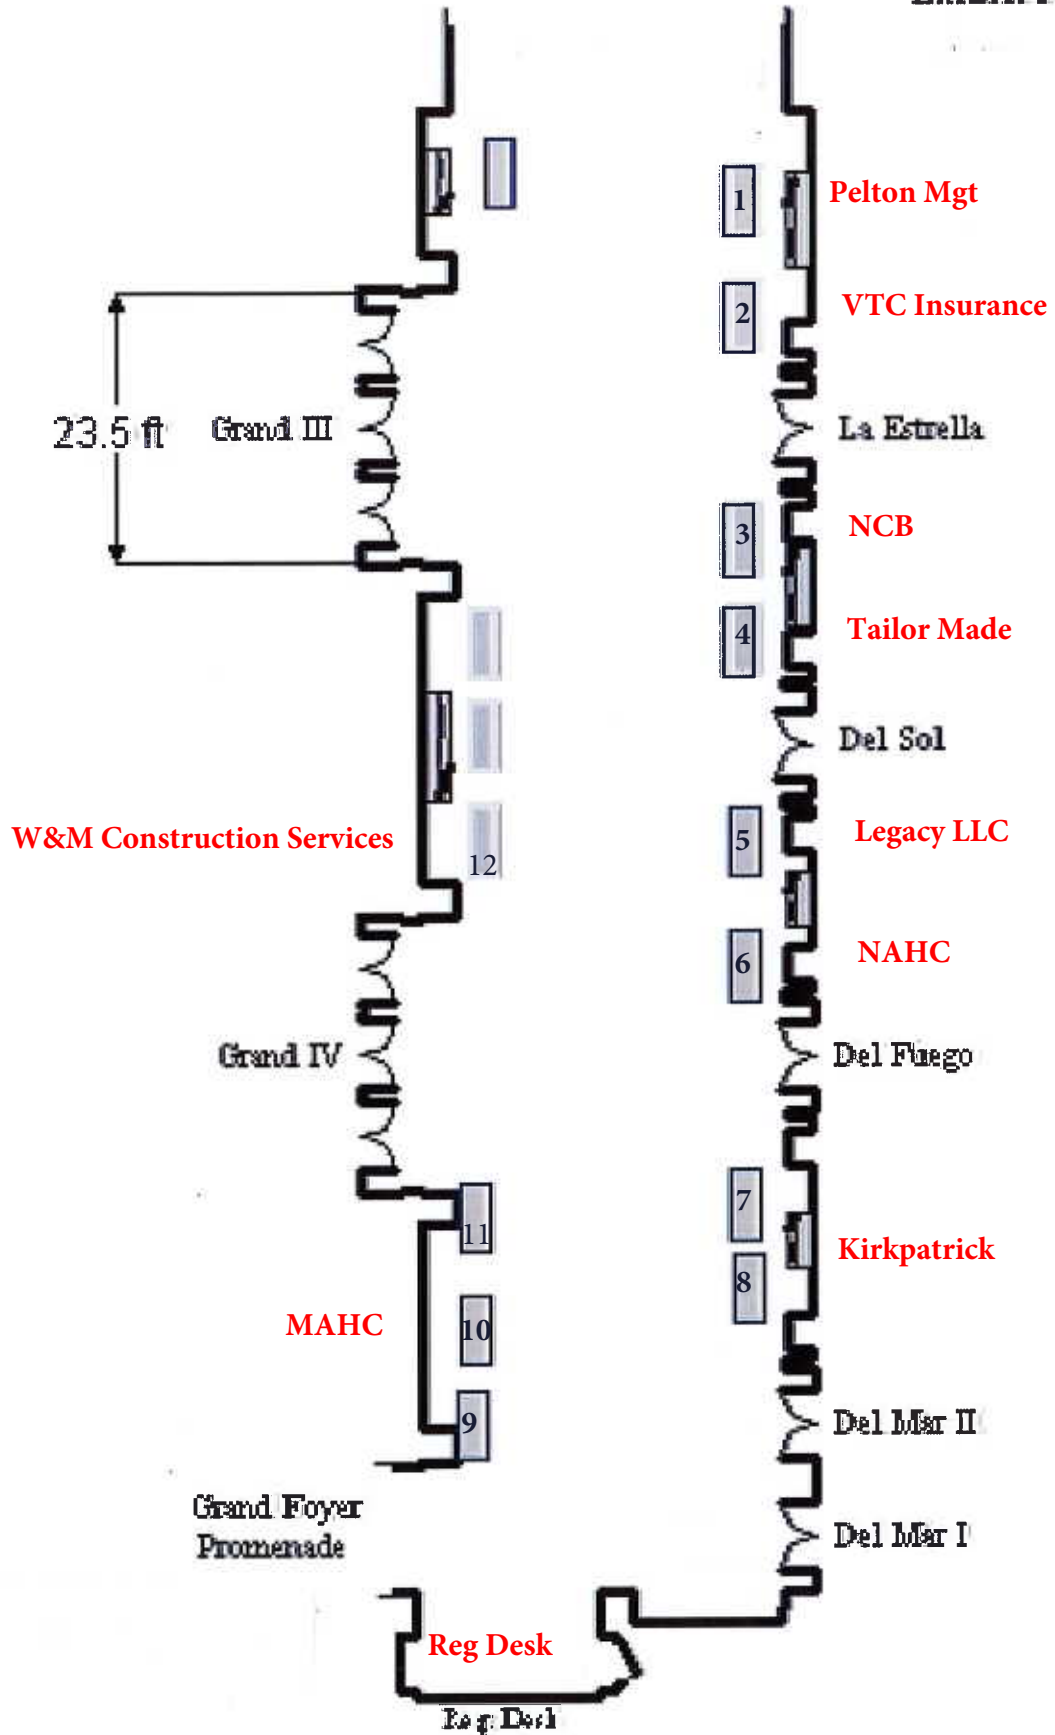 1
Pelton Mgt
2
VTC Insurance
23.5 ft
Grand III
La Estrella
3
NCB
4
Tailor Made
Del Sol
W&M Construction Services
12
5
Legacy LLC
6
NAHC
Grand IV
Del Fuego
7
11
8
Kirkpatrick
MAHC
10
9
Del Mar II
Grand Foyer
Promenade
Del Mar I
Reg Desk
Reg Desk